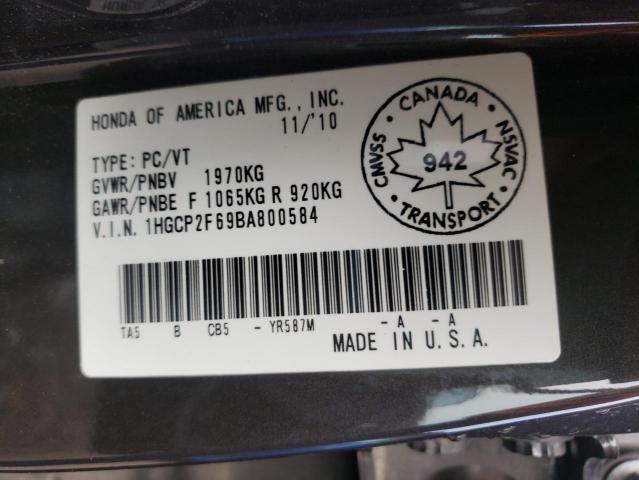 HONDA OF AMERICA MFG., INC.
11/'10
TYPE: PC/VT
GVWR/PNBV 1970KG
GAWR/PNBE F 1065KG R 920KG
V.I.N. 1HGCP2F69BA800584
TA5 B CB5 - YR587M - A - A
MADE IN U.S.A.
CANADA
CMVSS
NSVAC
942
TRANSPORT